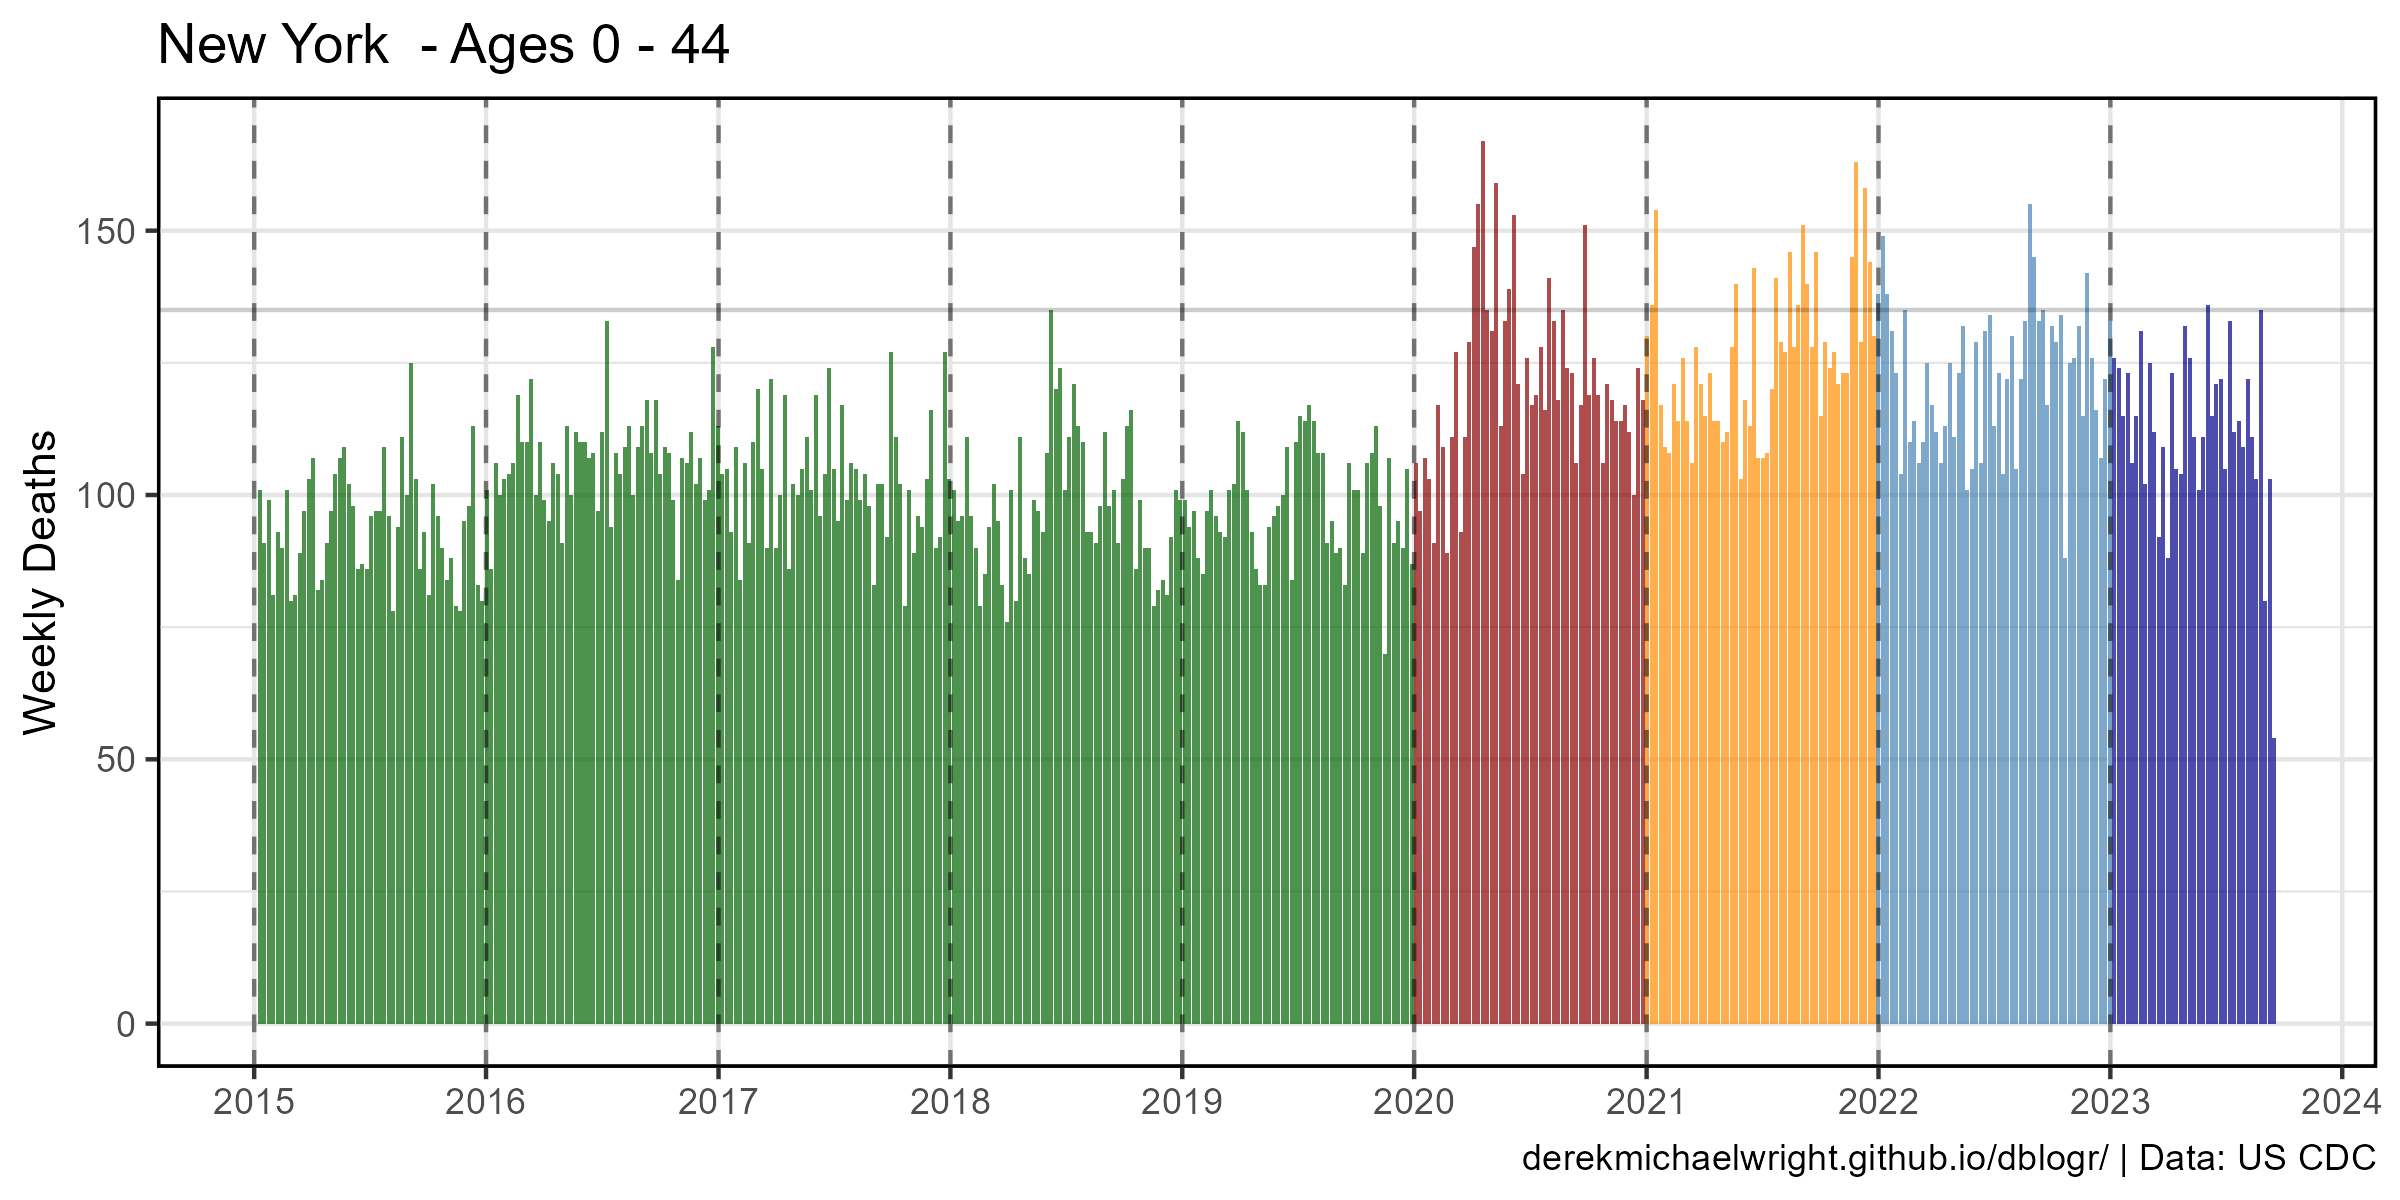 New York  - Ages 0 - 44
Weekly Deaths
150
100
50
0
2015 2016 2017 2018 2019 2020 2021 2022 2023 2024
derekmichaelwright.github.io/dblogr/ | Data: US CDC